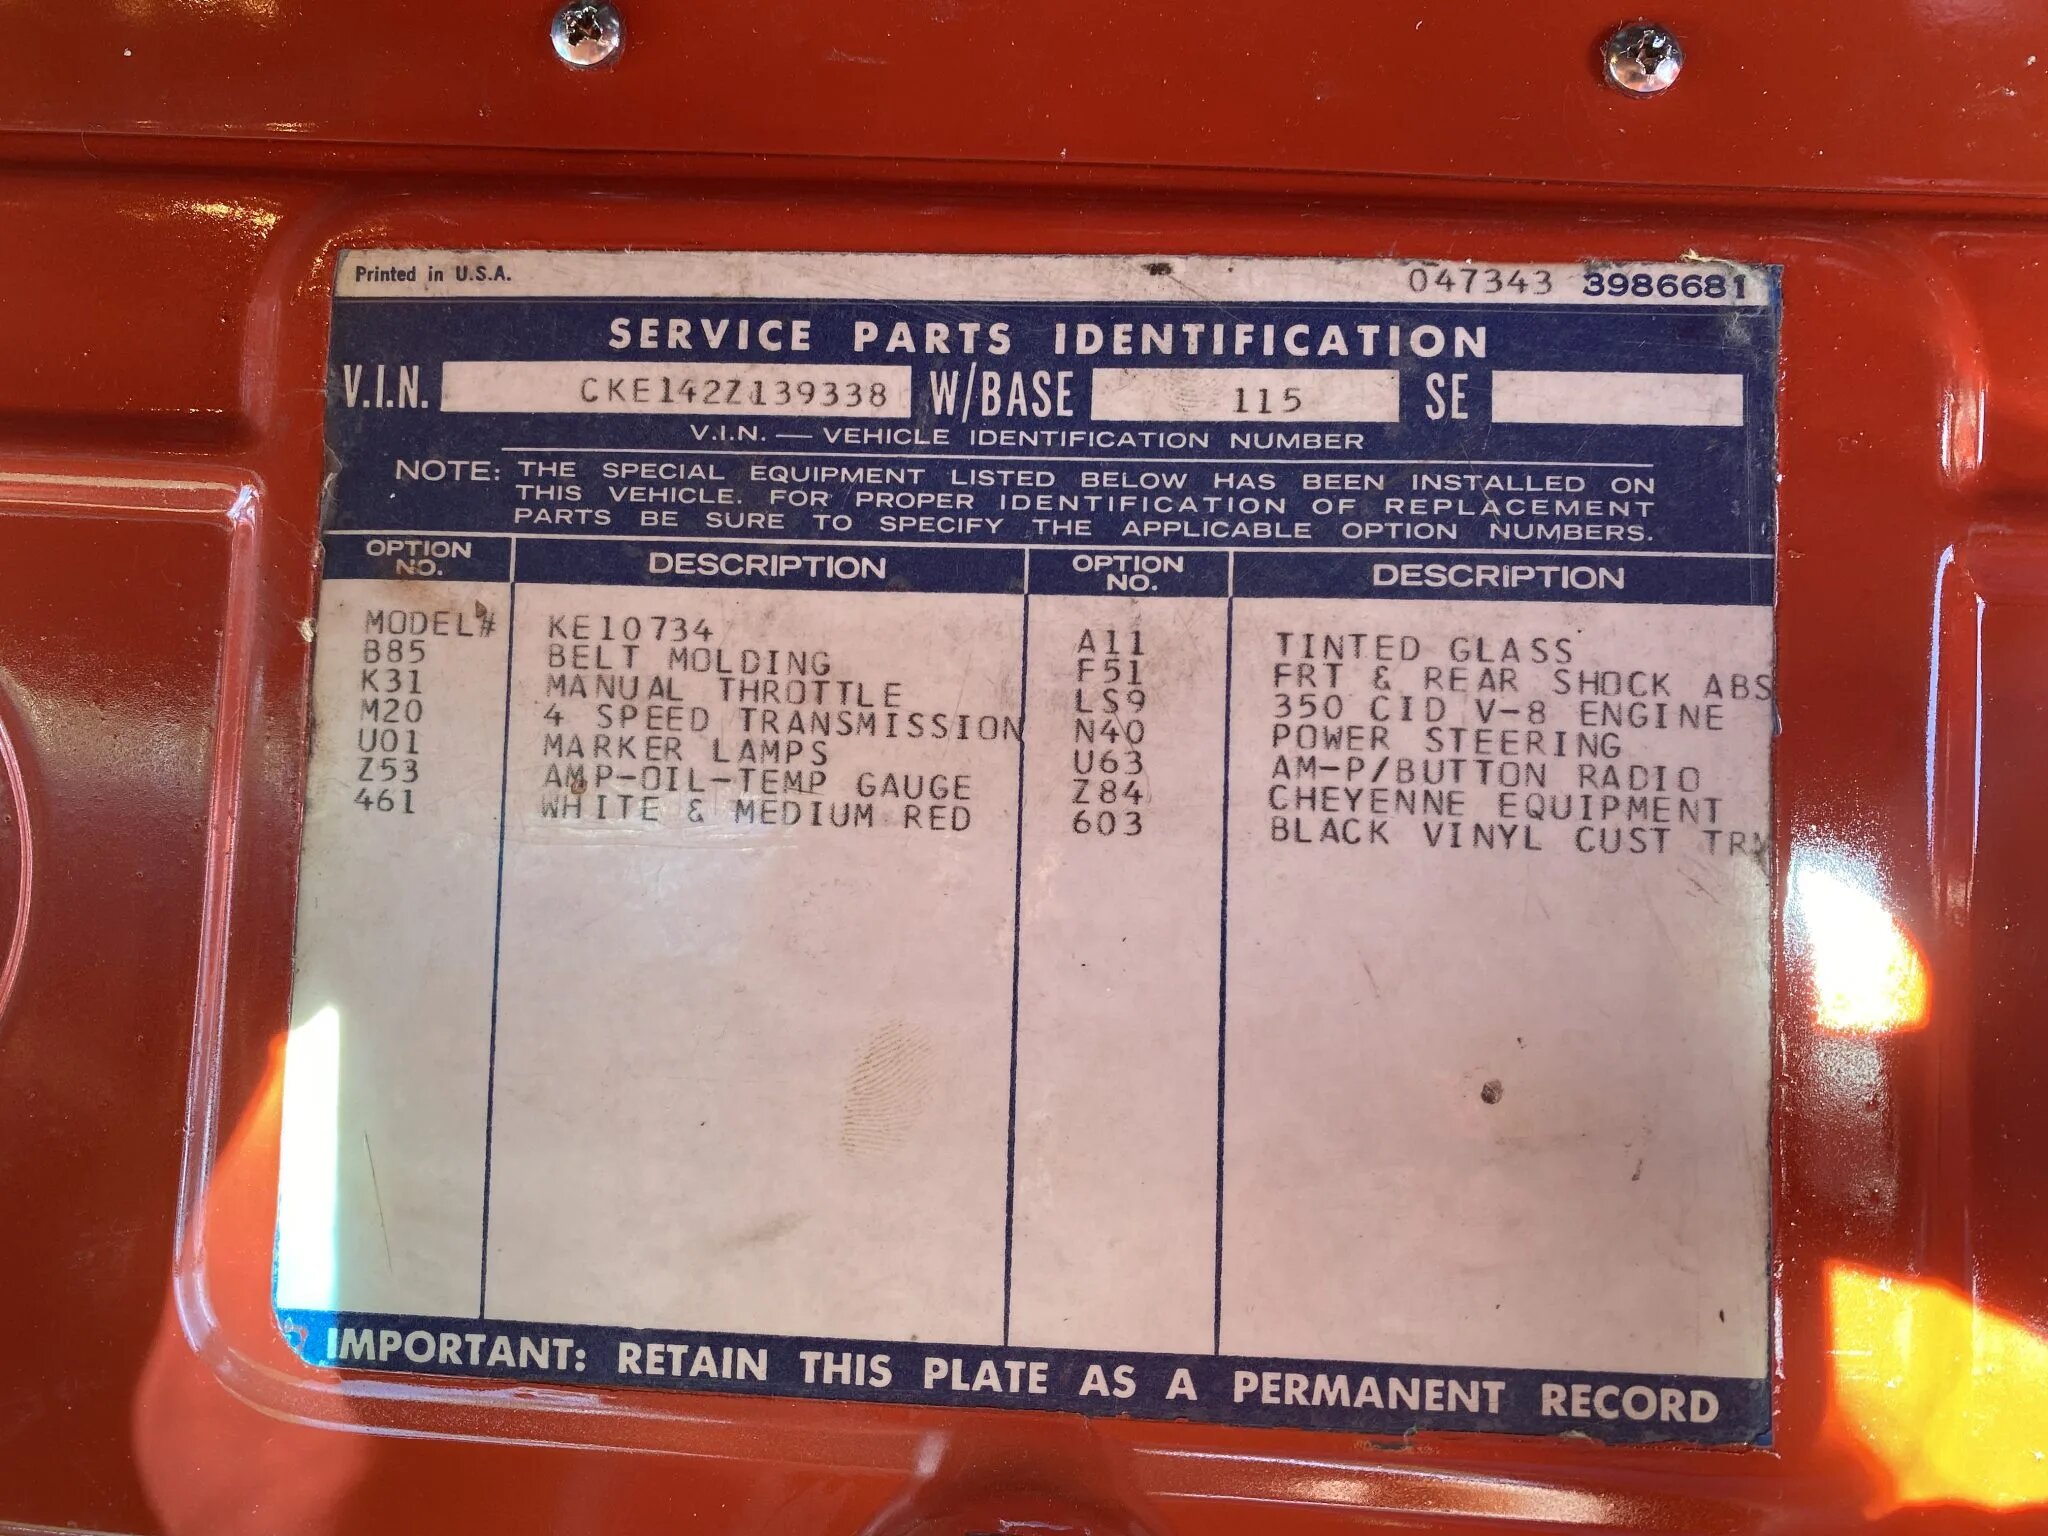 Printed in U.S.A. 047343 3986681
SERVICE PARTS IDENTIFICATION
V.I.N. CKE142Z139338 W/BASE 115 SE
V.I.N. — VEHICLE IDENTIFICATION NUMBER
NOTE: THE SPECIAL EQUIPMENT LISTED BELOW HAS BEEN INSTALLED ON
THIS VEHICLE. FOR PROPER IDENTIFICATION OF REPLACEMENT
PARTS BE SURE TO SPECIFY THE APPLICABLE OPTION NUMBERS.
OPTION NO. DESCRIPTION OPTION NO. DESCRIPTION
MODEL# KE10734 A11 TINTED GLASS
B85 BELT MOLDING F51 FRT & REAR SHOCK ABS
K31 MANUAL THROTTLE LS9 350 CID V-8 ENGINE
M20 4 SPEED TRANSMISSION N40 POWER STEERING
U01 MARKER LAMPS U63 AM-P/BUTTON RADIO
Z53 AMP-OIL-TEMP GAUGE Z84 CHEYENNE EQUIPMENT
461 WHITE & MEDIUM RED 603 BLACK VINYL CUST TRM
IMPORTANT: RETAIN THIS PLATE AS A PERMANENT RECORD